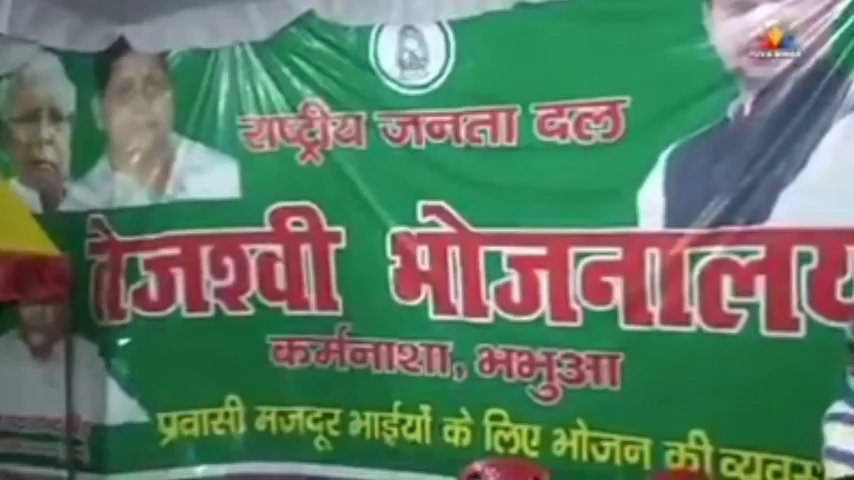 राष्ट्रीय जनता दल
तेजश्वी भोजनालय
कर्मनाशा, भभुआ
प्रवासी मजदूर भाईयों के लिए भोजन की